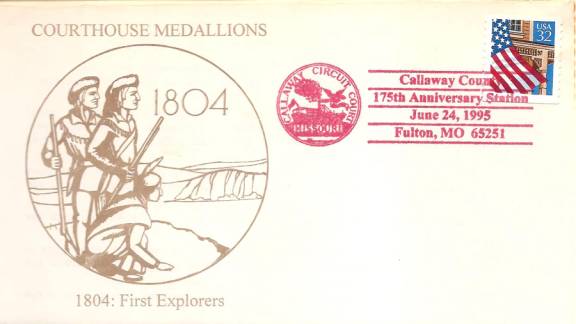 COURTHOUSE MEDALLIONS
1804
1804: First Explorers
CALLAWAY CIRCUIT COURT
MISSOURI
Callaway County
175th Anniversary Station
June 24, 1995
Fulton, MO 65251
USA
32